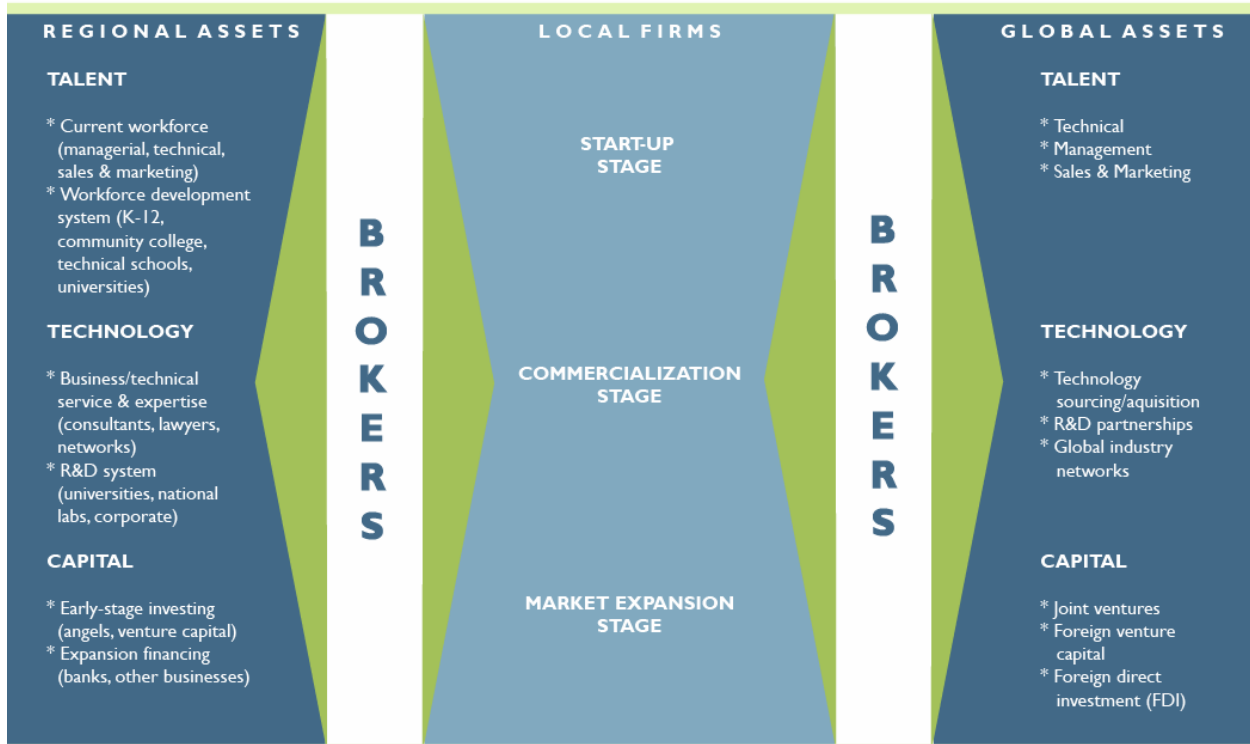 REGIONAL ASSETS
TALENT
* Current workforce
(managerial, technical,
sales & marketing)
* Workforce development
system (K-12,
community college,
technical schools,
universities)
TECHNOLOGY
* Business/technical
service & expertise
(consultants, lawyers,
networks)
* R&D system
(universities, national
labs, corporate)
CAPITAL
* Early-stage investing
(angels, venture capital)
* Expansion financing
(banks, other businesses)
BROKERS
LOCAL FIRMS
START-UP
STAGE
COMMERCIALIZATION
STAGE
MARKET EXPANSION
STAGE
BROKERS
GLOBAL ASSETS
TALENT
* Technical
* Management
* Sales & Marketing
TECHNOLOGY
* Technology
sourcing/aquisition
* R&D partnerships
* Global industry
networks
CAPITAL
* Joint ventures
* Foreign venture
capital
* Foreign direct
investment (FDI)